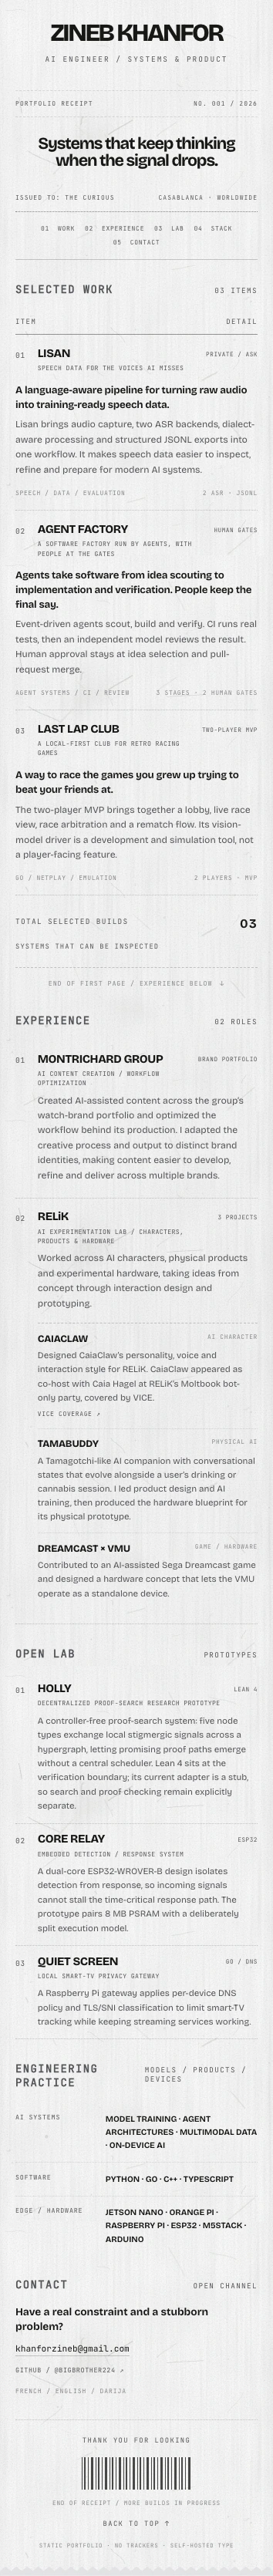 ZINEB KHANFOR
AI ENGINEER / SYSTEMS & PRODUCT
PORTFOLIO RECEIPT NO. 001 / 2026
Systems that keep thinking
when the signal drops.
ISSUED TO: THE CURIOUS CASABLANCA · WORLDWIDE
01 WORK 02 EXPERIENCE 03 LAB 04 STACK
05 CONTACT
SELECTED WORK 03 ITEMS
ITEM DETAIL
01 LISAN PRIVATE / ASK
SPEECH DATA FOR THE VOICES AI MISSES
A language-aware pipeline for turning raw audio
into training-ready speech data.
Lisan brings audio capture, two ASR backends, dialect-
aware processing and structured JSONL exports into
one workflow. It makes speech data easier to inspect,
refine and prepare for modern AI systems.
SPEECH / DATA / EVALUATION 2 ASR · JSONL
02 AGENT FACTORY HUMAN GATES
A SOFTWARE FACTORY RUN BY AGENTS, WITH
PEOPLE AT THE GATES
Agents take software from idea scouting to
implementation and verification. People keep the
final say.
Event-driven agents scout, build and verify. CI runs real
tests, then an independent model reviews the result.
Human approval stays at idea selection and pull-
request merge.
AGENT SYSTEMS / CI / REVIEW 3 STAGES · 2 HUMAN GATES
03 LAST LAP CLUB TWO-PLAYER MVP
A LOCAL-FIRST CLUB FOR RETRO RACING
GAMES
A way to race the games you grew up trying to
beat your friends at.
The two-player MVP brings together a lobby, live race
view, race arbitration and a rematch flow. Its vision-
model driver is a development and simulation tool, not
a player-facing feature.
GO / NETPLAY / EMULATION 2 PLAYERS · MVP
TOTAL SELECTED BUILDS 03
SYSTEMS THAT CAN BE INSPECTED
END OF FIRST PAGE / EXPERIENCE BELOW ↓
EXPERIENCE 02 ROLES
01 MONTRICHARD GROUP BRAND PORTFOLIO
AI CONTENT CREATION / WORKFLOW
OPTIMIZATION
Created AI-assisted content across the group's
watch-brand portfolio and optimized the
workflow behind its production. I adapted the
creative process and output to distinct brand
identities, making content easier to develop,
refine and deliver across multiple brands.
02 RELiK 3 PROJECTS
AI EXPERIMENTATION LAB / CHARACTERS,
PRODUCTS & HARDWARE
Worked across AI characters, physical products
and experimental hardware, taking ideas from
concept through interaction design and
prototyping.
CAIACLAW AI CHARACTER
Designed CaiaClaw's personality, voice and
interaction style for RELiK. CaiaClaw appeared as
co-host with Caia Hagel at RELiK's Moltbook bot-
only party, covered by VICE.
VICE COVERAGE ↗
TAMABUDDY PHYSICAL AI
A Tamagotchi-like AI companion with conversational
states that evolve alongside a user's drinking or
cannabis session. I led product design and AI
training, then produced the hardware blueprint for
its physical prototype.
DREAMCAST × VMU GAME / HARDWARE
Contributed to an AI-assisted Sega Dreamcast game
and designed a hardware concept that lets the VMU
operate as a standalone device.
OPEN LAB PROTOTYPES
01 HOLLY LEAN 4
DECENTRALIZED PROOF-SEARCH RESEARCH PROTOTYPE
A controller-free proof-search system: five node
types exchange local stigmergic signals across a
hypergraph, letting promising proof paths emerge
without a central scheduler. Lean 4 sits at the
verification boundary; its current adapter is a stub,
so search and proof checking remain explicitly
separate.
02 CORE RELAY ESP32
EMBEDDED DETECTION / RESPONSE SYSTEM
A dual-core ESP32-WROVER-B design isolates
detection from response, so incoming signals
cannot stall the time-critical response path. The
prototype pairs 8 MB PSRAM with a deliberately
split execution model.
03 QUIET SCREEN GO / DNS
LOCAL SMART-TV PRIVACY GATEWAY
A Raspberry Pi gateway applies per-device DNS
policy and TLS/SNI classification to limit smart-TV
tracking while keeping streaming services working.
ENGINEERING
PRACTICE
MODELS / PRODUCTS /
DEVICES
AI SYSTEMS MODEL TRAINING · AGENT
ARCHITECTURES · MULTIMODAL DATA
· ON-DEVICE AI
SOFTWARE PYTHON · GO · C++ · TYPESCRIPT
EDGE / HARDWARE JETSON NANO · ORANGE PI ·
RASPBERRY PI · ESP32 · M5STACK ·
ARDUINO
CONTACT OPEN CHANNEL
Have a real constraint and a stubborn
problem?
khanforzineb@gmail.com
GITHUB / @BIGBROTHER224 ↗
FRENCH / ENGLISH / DARIJA
THANK YOU FOR LOOKING
END OF RECEIPT / MORE BUILDS IN PROGRESS
BACK TO TOP ↑
STATIC PORTFOLIO · NO TRACKERS · SELF-HOSTED TYPE